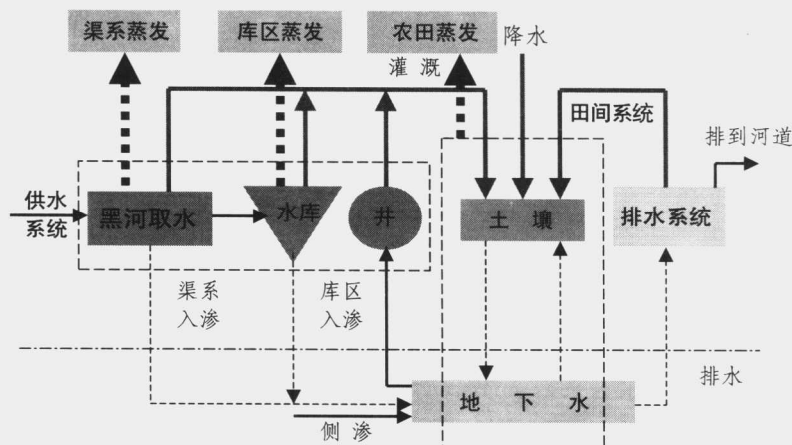 渠系蒸发
库区蒸发
农田蒸发
降水
灌 溉
田间系统
排到河道
供水
系统
黑河取水
水库
井
土 壤
排水系统
渠系
入渗
库区
入渗
排水
地 下 水
侧 渗